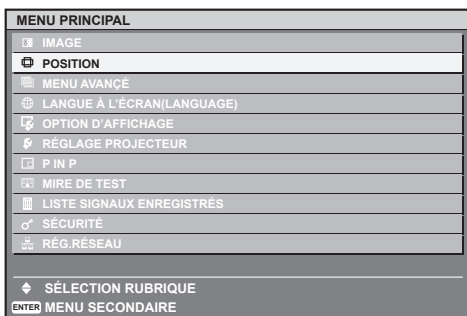 MENU PRINCIPAL
IMAGE
POSITION
MENU AVANÇÉ
LANGUE À L'ÉCRAN(LANGUAGE)
OPTION D'AFFICHAGE
RÉGLAGE PROJECTEUR
P IN P
MIRE DE TEST
LISTE SIGNAUX ENREGISTRÉS
SÉCURITÉ
RÉG.RÉSEAU
SÉLECTION RUBRIQUE
ENTER MENU SECONDAIRE